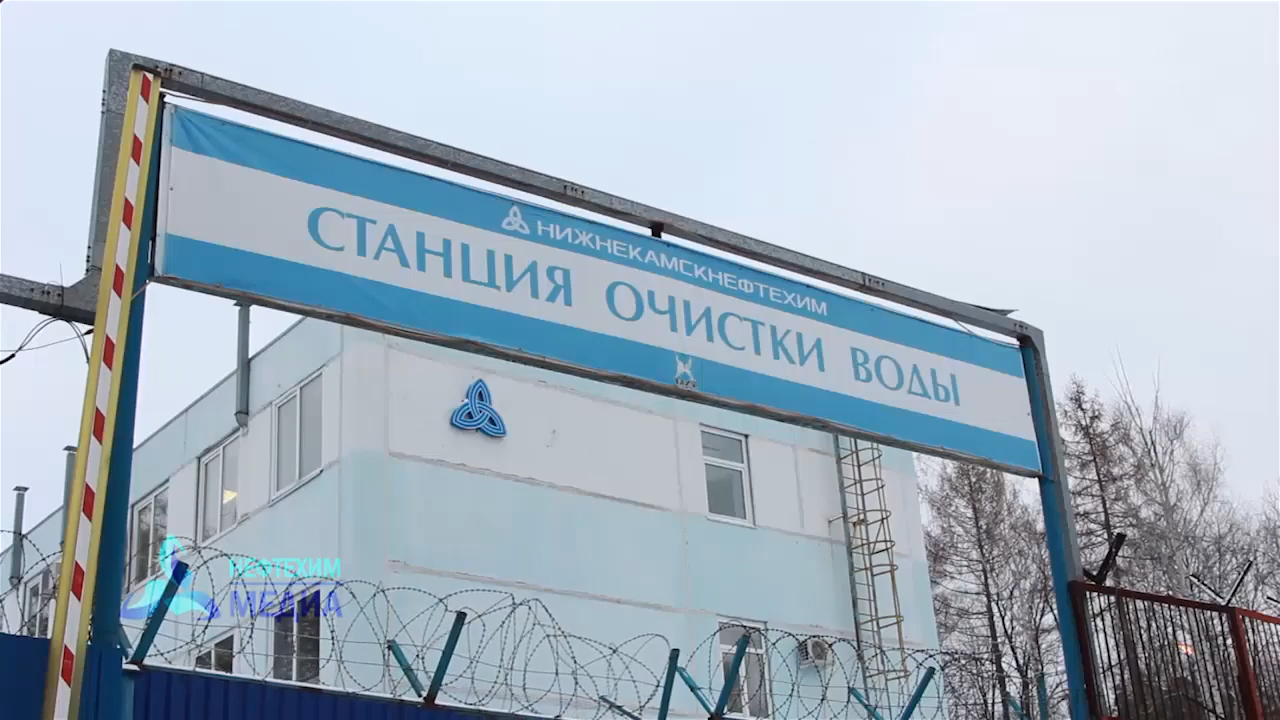 НИЖНЕКАМСКНЕФТЕХИМ
СТАНЦИЯ ОЧИСТКИ ВОДЫ
НЕФТЕХИМ
МЕДИА